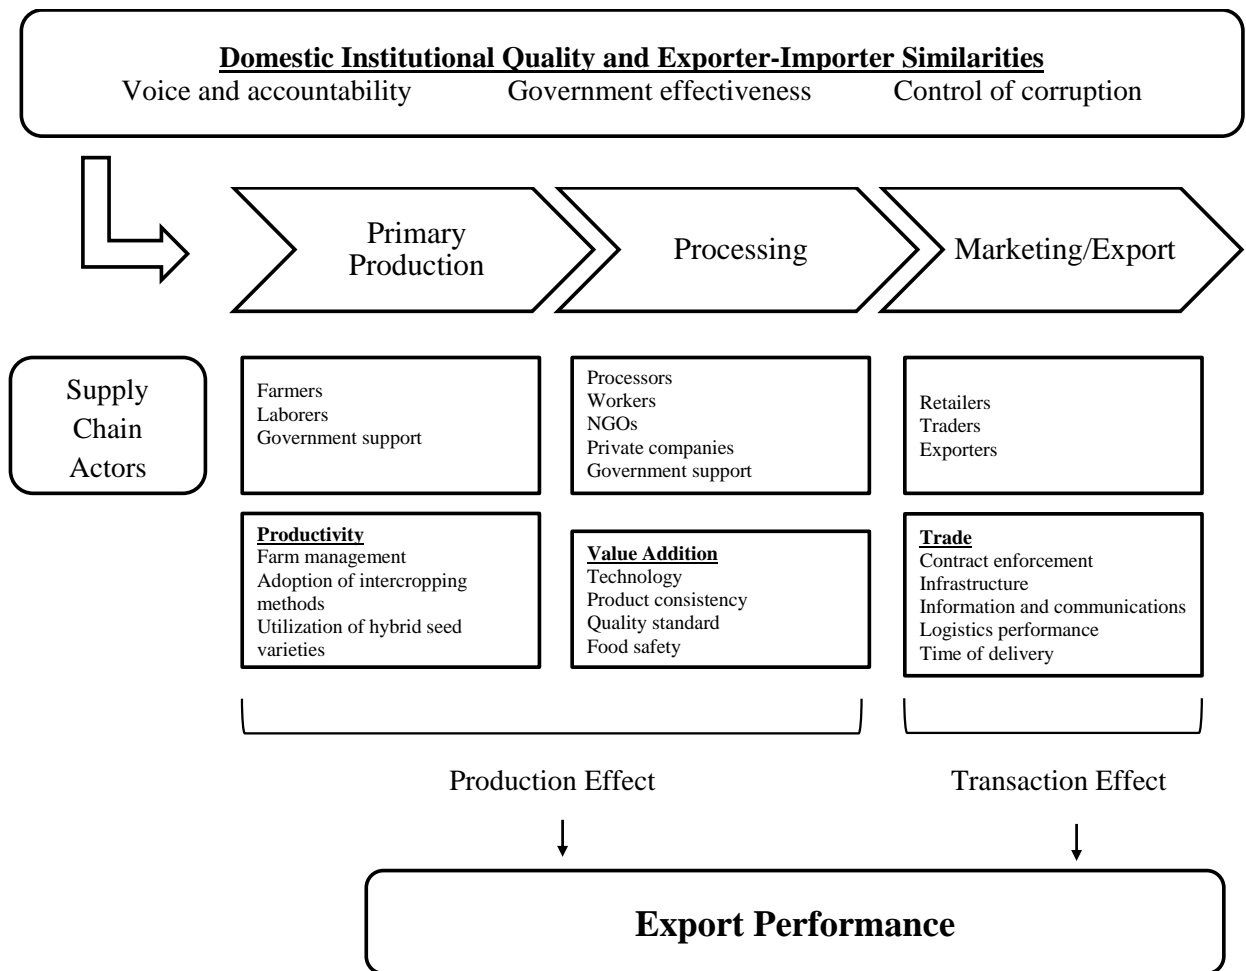 Domestic Institutional Quality and Exporter-Importer Similarities
Voice and accountability Government effectiveness Control of corruption
Primary
Production
Processing
Marketing/Export
Supply
Chain
Actors
Farmers
Laborers
Government support
Processors
Workers
NGOs
Private companies
Government support
Retailers
Traders
Exporters
Productivity
Farm management
Adoption of intercropping
methods
Utilization of hybrid seed
varieties
Value Addition
Technology
Product consistency
Quality standard
Food safety
Trade
Contract enforcement
Infrastructure
Information and communications
Logistics performance
Time of delivery
Production Effect
Transaction Effect
Export Performance